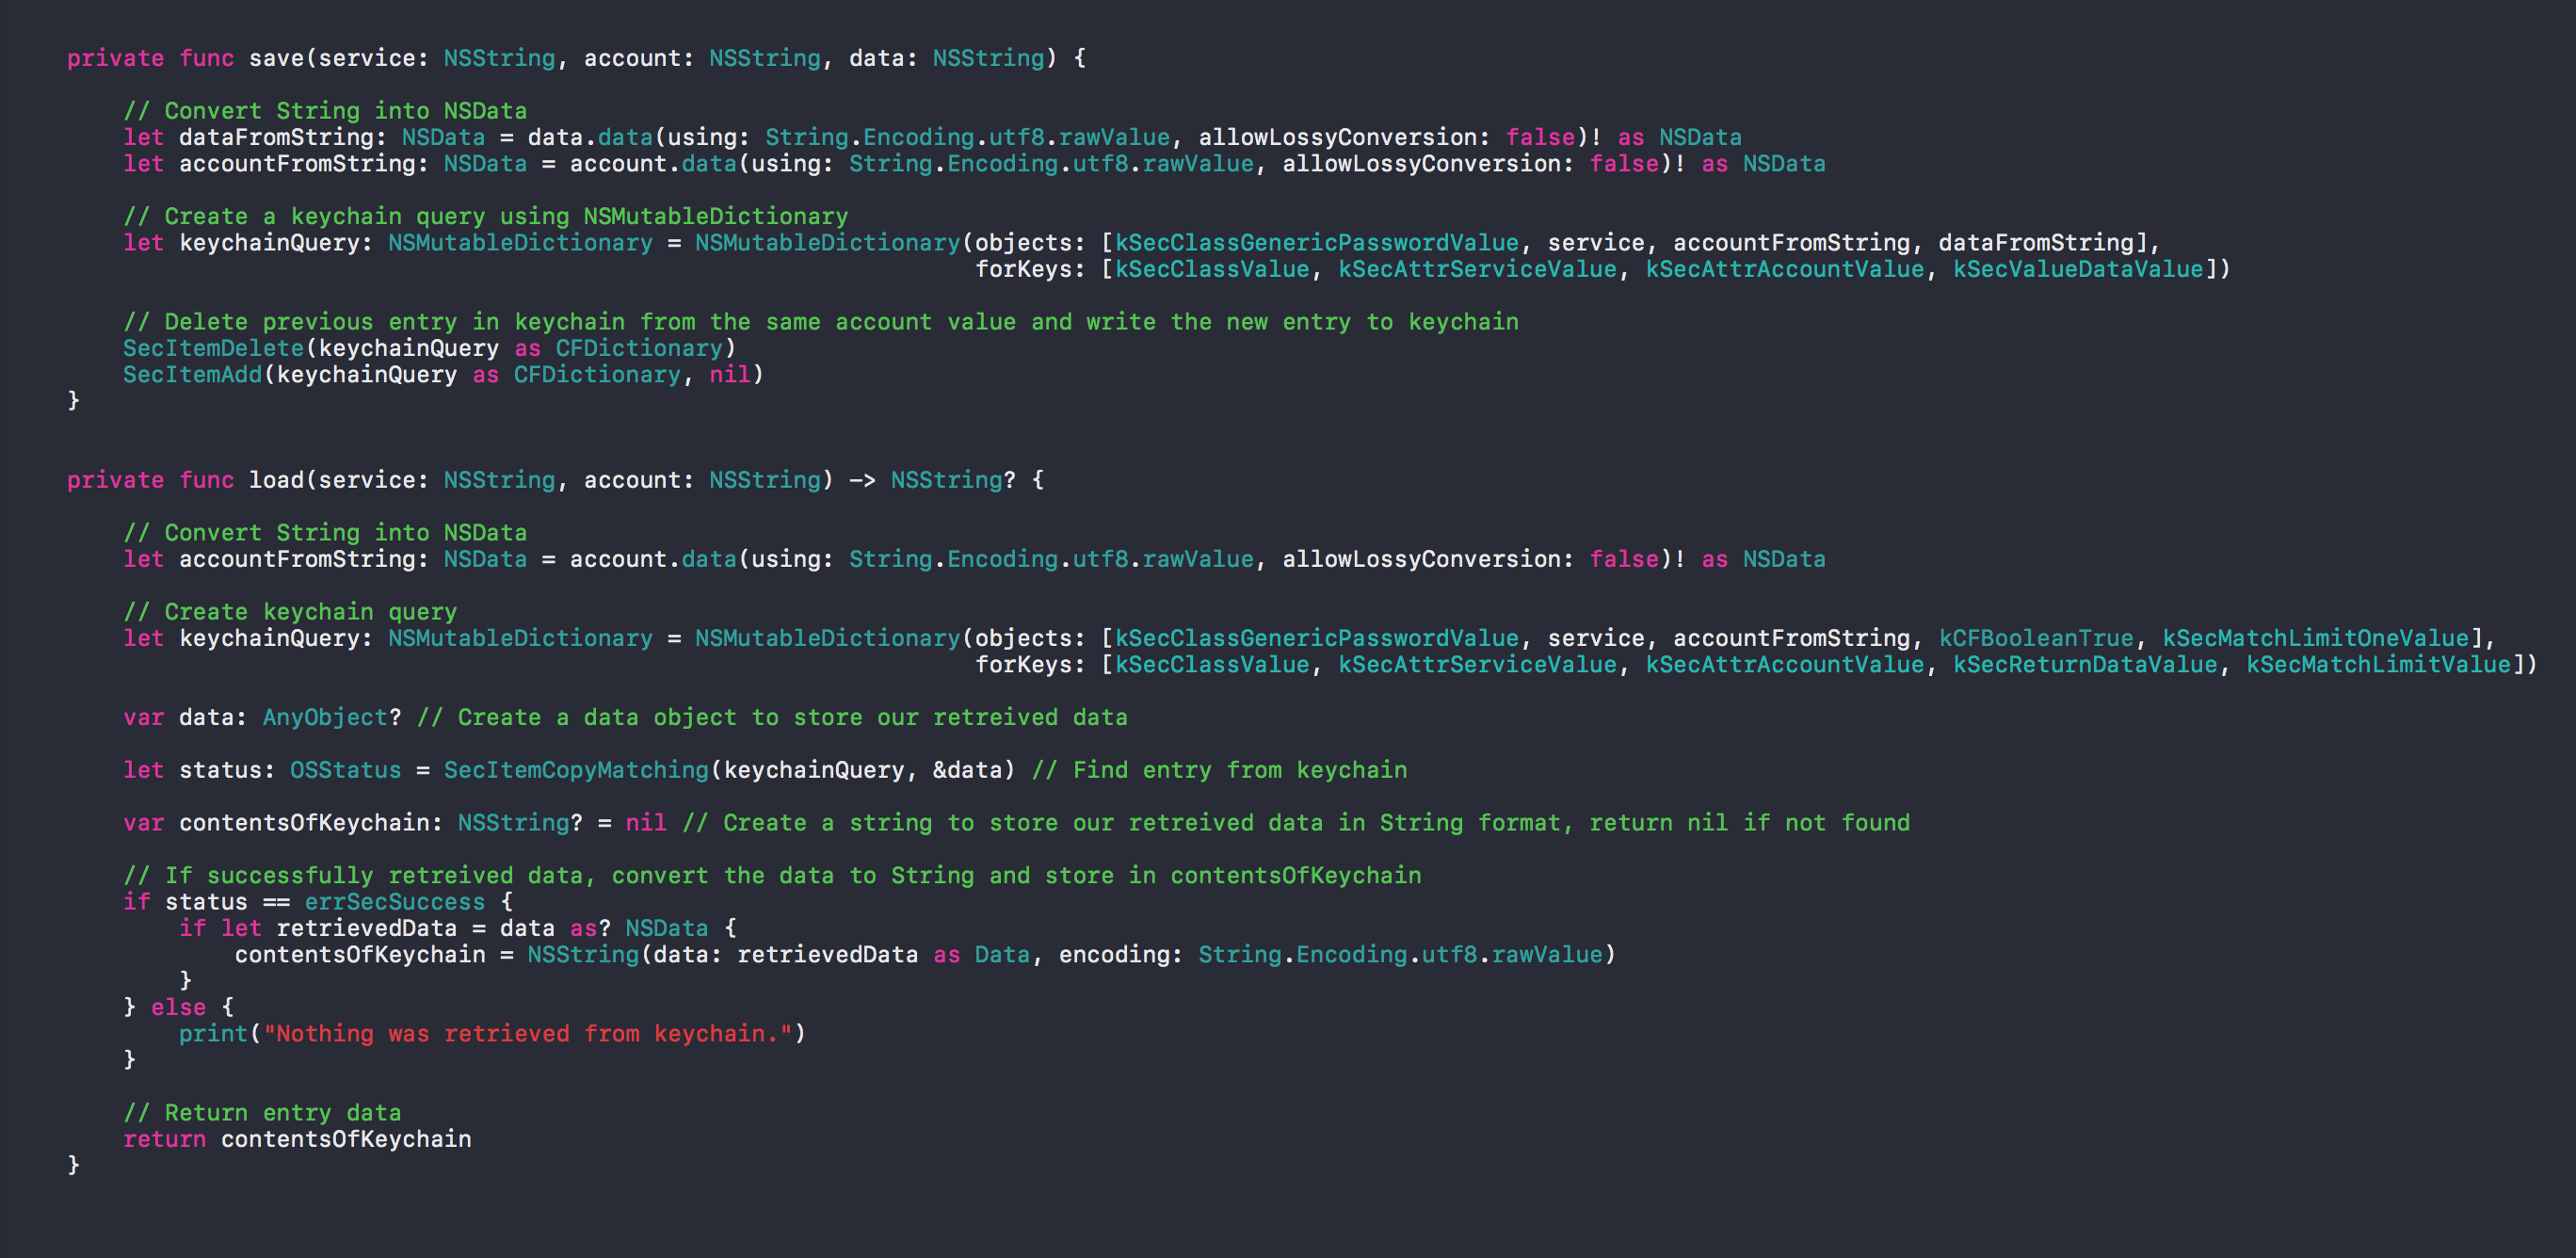 private func save(service: NSString, account: NSString, data: NSString) {
// Convert String into NSData
let dataFromString: NSData = data.data(using: String.Encoding.utf8.rawValue, allowLossyConversion: false)! as NSData
let accountFromString: NSData = account.data(using: String.Encoding.utf8.rawValue, allowLossyConversion: false)! as NSData
// Create a keychain query using NSMutableDictionary
let keychainQuery: NSMutableDictionary = NSMutableDictionary(objects: [kSecClassGenericPasswordValue, service, accountFromString, dataFromString],
forKeys: [kSecClassValue, kSecAttrServiceValue, kSecAttrAccountValue, kSecValueDataValue])
// Delete previous entry in keychain from the same account value and write the new entry to keychain
SecItemDelete(keychainQuery as CFDictionary)
SecItemAdd(keychainQuery as CFDictionary, nil)
}
private func load(service: NSString, account: NSString) -> NSString? {
// Convert String into NSData
let accountFromString: NSData = account.data(using: String.Encoding.utf8.rawValue, allowLossyConversion: false)! as NSData
// Create keychain query
let keychainQuery: NSMutableDictionary = NSMutableDictionary(objects: [kSecClassGenericPasswordValue, service, accountFromString, kCFBooleanTrue, kSecMatchLimitOneValue],
forKeys: [kSecClassValue, kSecAttrServiceValue, kSecAttrAccountValue, kSecReturnDataValue, kSecMatchLimitValue])
var data: AnyObject? // Create a data object to store our retreived data
let status: OSStatus = SecItemCopyMatching(keychainQuery, &data) // Find entry from keychain
var contentsOfKeychain: NSString? = nil // Create a string to store our retreived data in String format, return nil if not found
// If successfully retreived data, convert the data to String and store in contentsOfKeychain
if status == errSecSuccess {
if let retrievedData = data as? NSData {
contentsOfKeychain = NSString(data: retrievedData as Data, encoding: String.Encoding.utf8.rawValue)
}
} else {
print("Nothing was retrieved from keychain.")
}
// Return entry data
return contentsOfKeychain
}